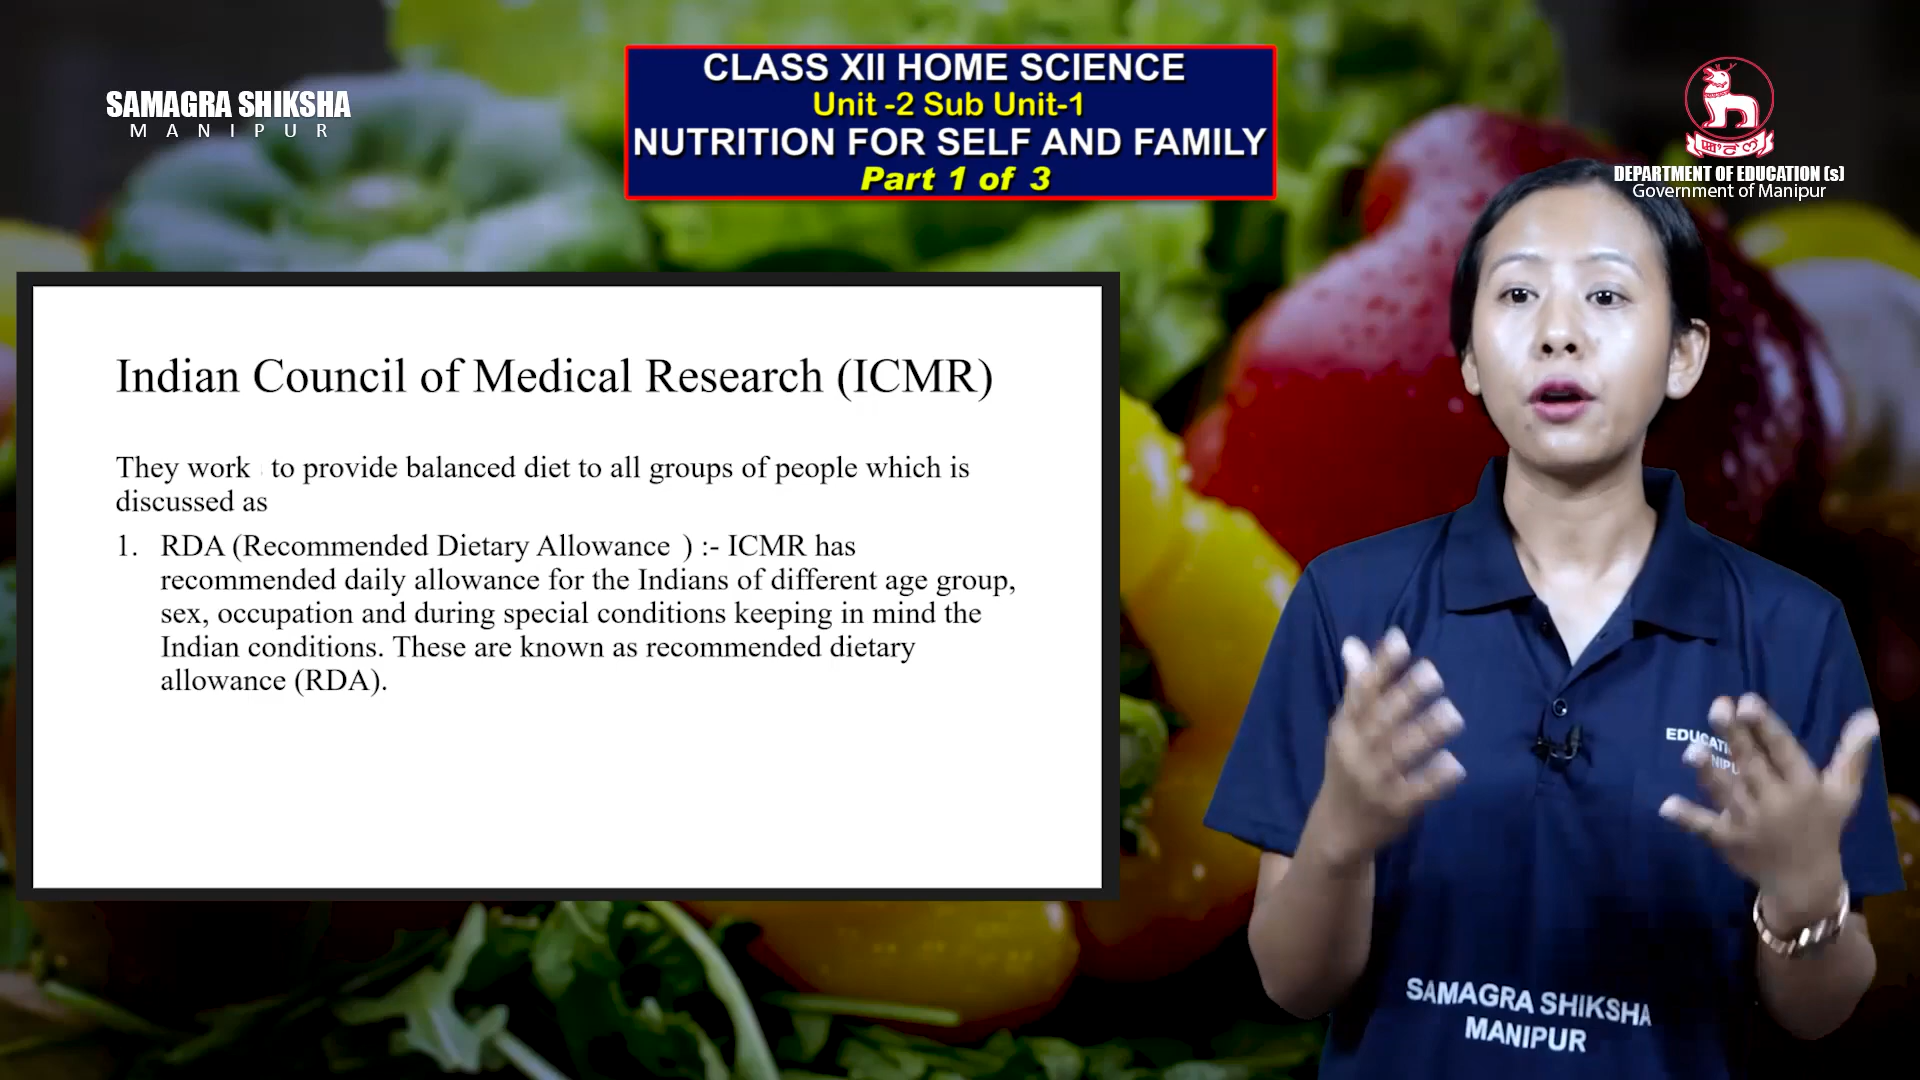 SAMAGRA SHIKSHA
MANIPUR
CLASS XII HOME SCIENCE
Unit -2 Sub Unit-1
NUTRITION FOR SELF AND FAMILY
Part 1 of 3
DEPARTMENT OF EDUCATION (s)
Government of Manipur
Indian Council of Medical Research (ICMR)
They work to provide balanced diet to all groups of people which is
discussed as
1. RDA (Recommended Dietary Allowance ) :- ICMR has
recommended daily allowance for the Indians of different age group,
sex, occupation and during special conditions keeping in mind the
Indian conditions. These are known as recommended dietary
allowance (RDA).
SAMAGRA SHIKSHA
MANIPUR